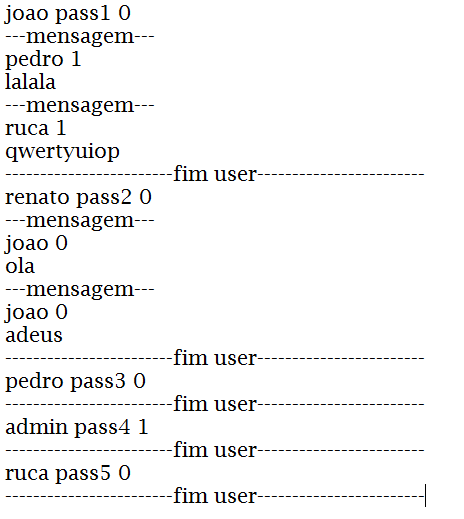 joao pass1 0
---mensagem---
pedro 1
lalala
---mensagem---
ruca 1
qwertyuiop
------------------------fim user------------------------
renato pass2 0
---mensagem---
joao 0
ola
---mensagem---
joao 0
adeus
------------------------fim user------------------------
pedro pass3 0
------------------------fim user------------------------
admin pass4 1
------------------------fim user------------------------
ruca pass5 0
------------------------fim user------------------------